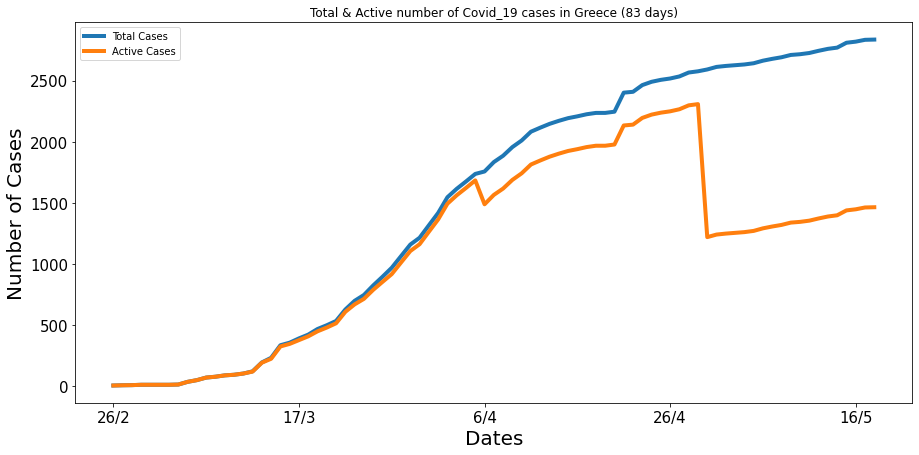 Total & Active number of Covid_19 cases in Greece (83 days)
Total Cases
Active Cases
Number of Cases
2500
2000
1500
1000
500
0
26/2 17/3 6/4 26/4 16/5
Dates